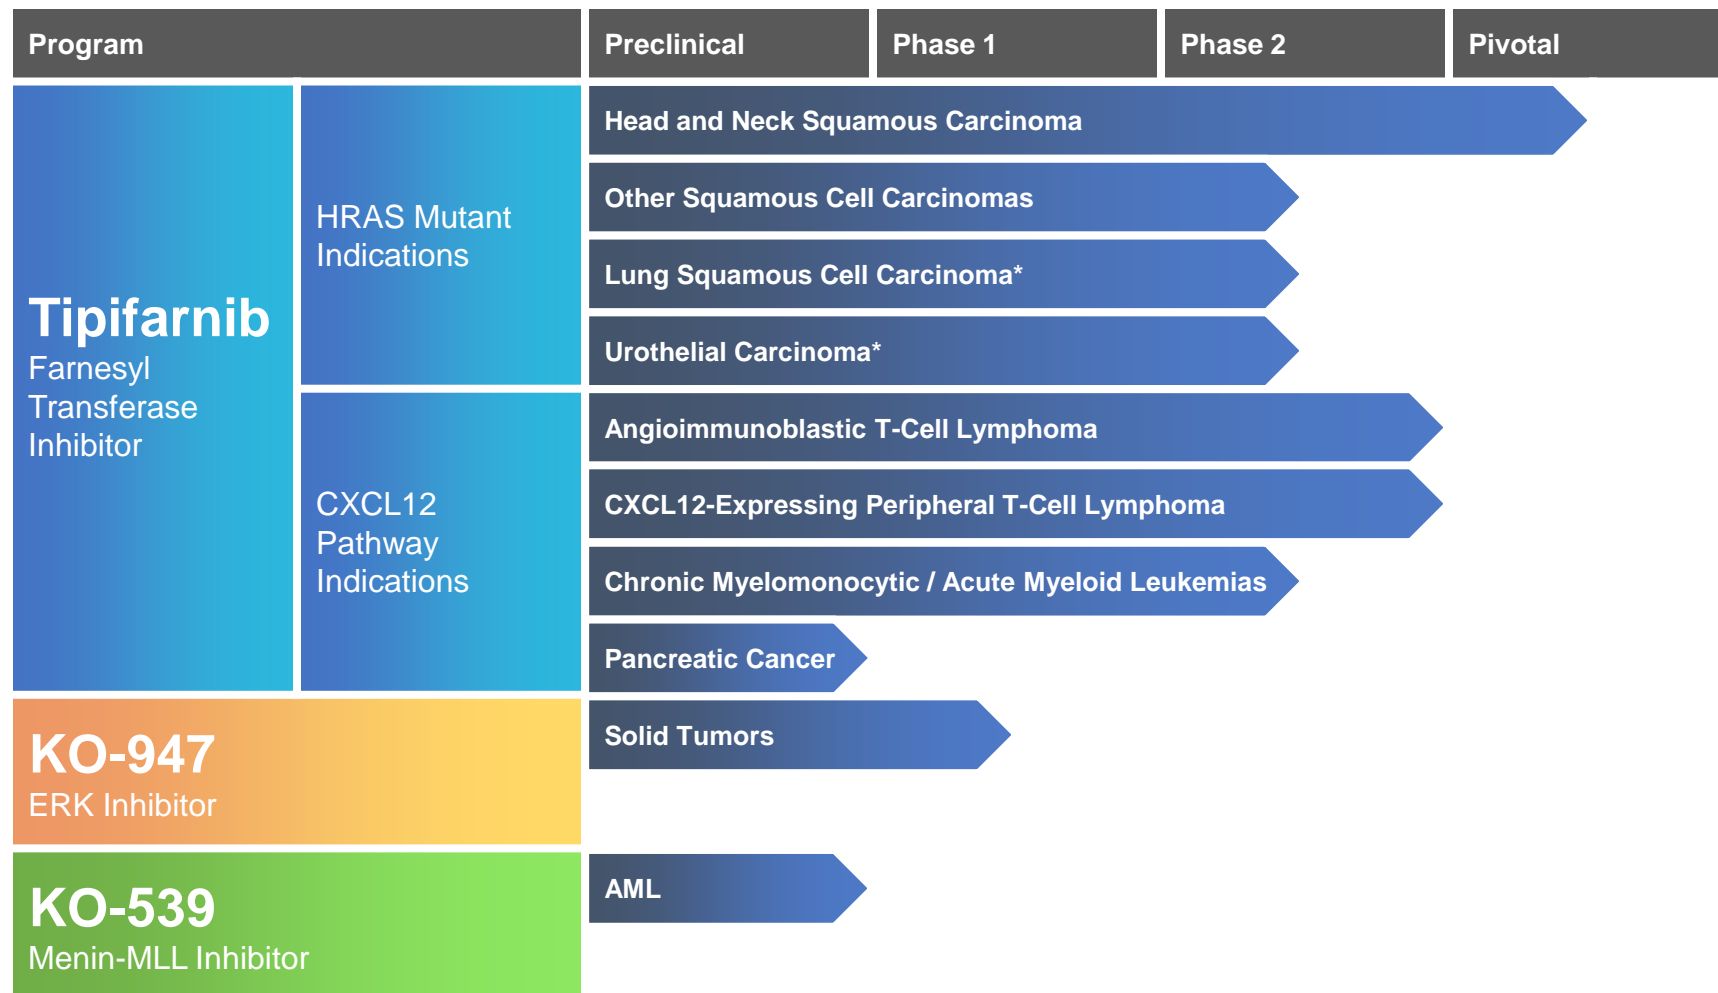 Program
Preclinical
Phase 1
Phase 2
Pivotal
Tipifarnib
Farnesyl
Transferase
Inhibitor
HRAS Mutant
Indications
Head and Neck Squamous Carcinoma
Other Squamous Cell Carcinomas
Lung Squamous Cell Carcinoma*
Urothelial Carcinoma*
CXCL12
Pathway
Indications
Angioimmunoblastic T-Cell Lymphoma
CXCL12-Expressing Peripheral T-Cell Lymphoma
Chronic Myelomonocytic / Acute Myeloid Leukemias
Pancreatic Cancer
KO-947
ERK Inhibitor
Solid Tumors
KO-539
Menin-MLL Inhibitor
AML